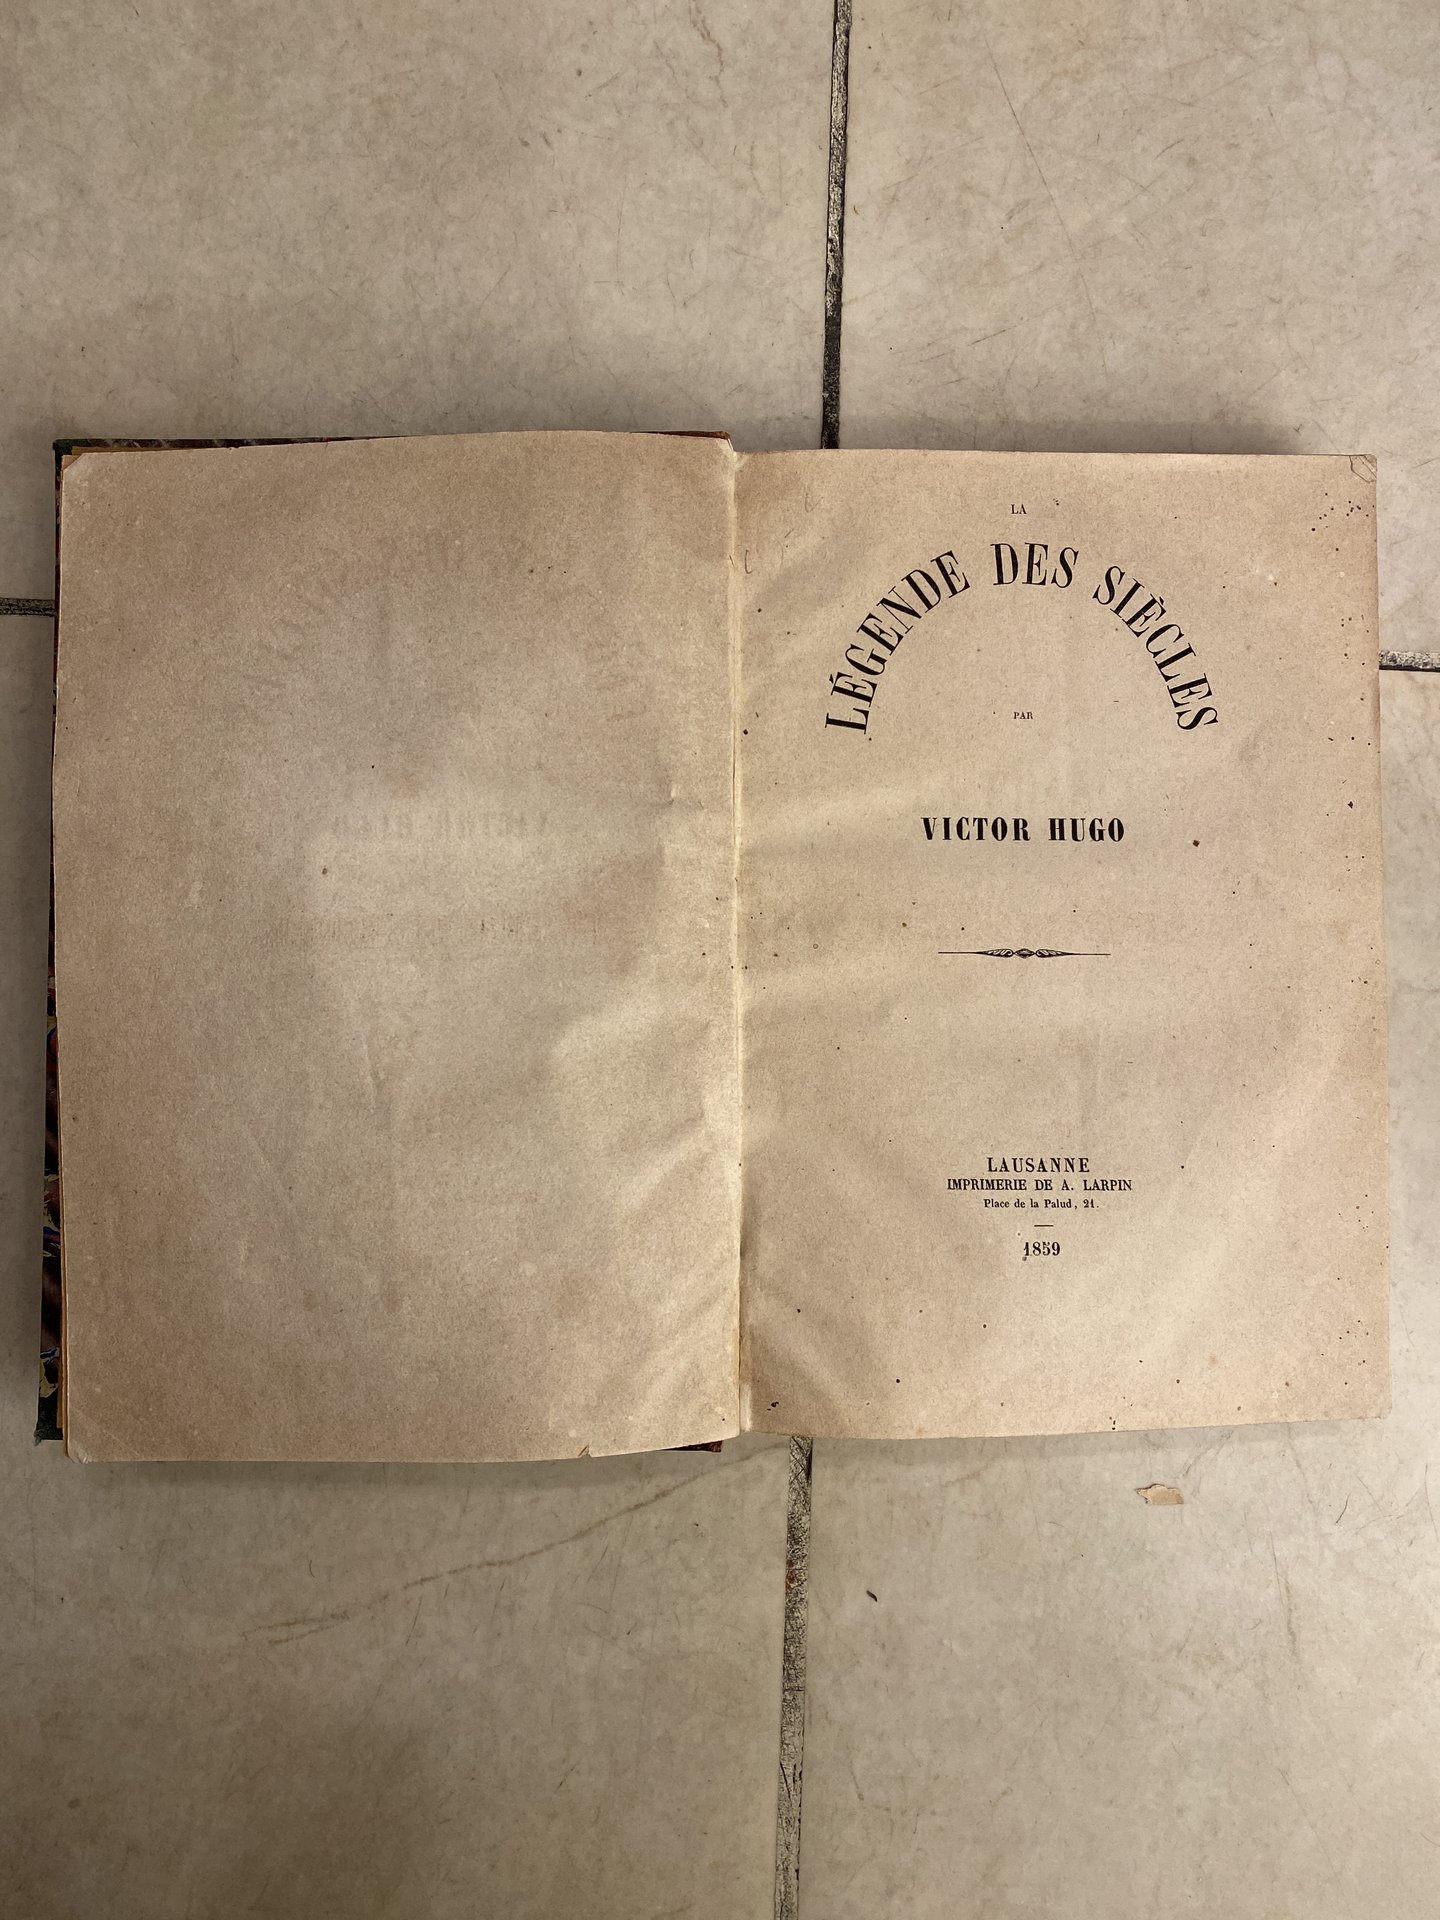 LA
LÉGENDE DES SIÈCLES
PAR
VICTOR HUGO
LAUSANNE
IMPRIMERIE DE A. LARPIN
Place de la Palud, 21.
1859